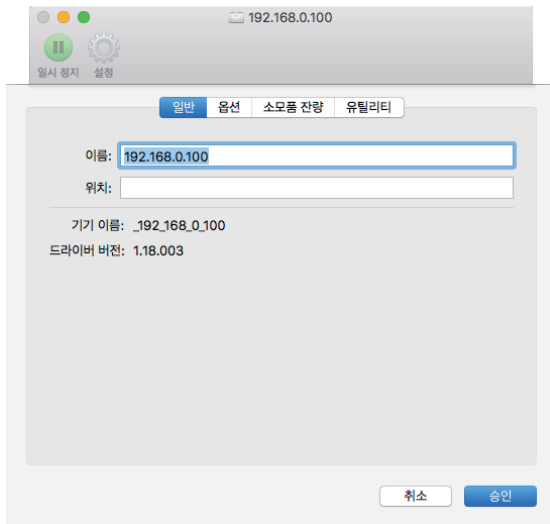 192.168.0.100
일시 정지 설정
일반 옵션 소모품 잔량 유틸리티
이름: 192.168.0.100
위치:
기기 이름: _192_168_0_100
드라이버 버전: 1.18.003
취소 승인